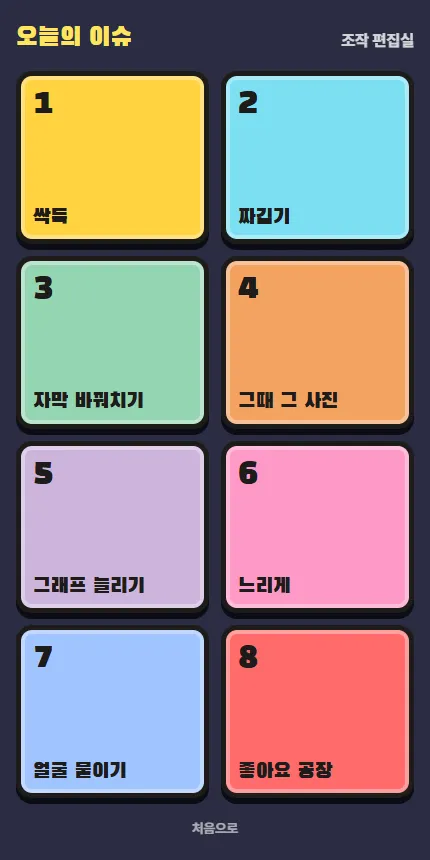 오늘의 이슈
조작 편집실
1
싹둑
2
짜깁기
3
자막 바꿔치기
4
그때 그 사진
5
그래프 늘리기
6
느리게
7
얼굴 붙이기
8
좋아요 공장
처음으로